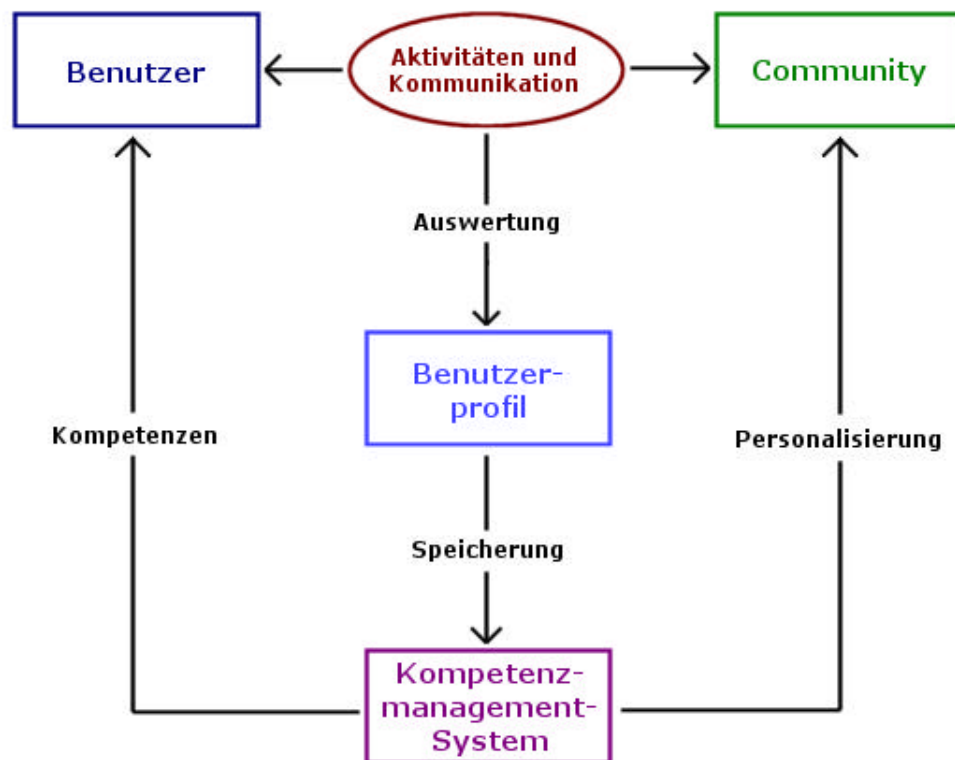 Benutzer
Aktivitäten und
Kommunikation
Community
Auswertung
Benutzer-
profil
Kompetenzen
Personalisierung
Speicherung
Kompetenz-
management-
System